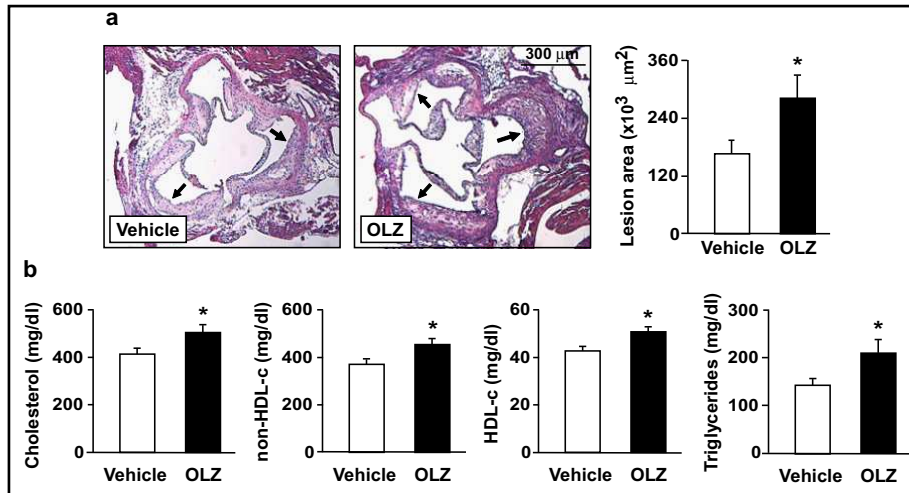 a
300 μm
Vehicle
OLZ
Lesion area (x10³ μm²)
360
240
120
0
*
Vehicle
OLZ
b
Cholesterol (mg/dl)
600
400
200
0
*
Vehicle
OLZ
non-HDL-c (mg/dl)
600
400
200
0
*
Vehicle
OLZ
HDL-c (mg/dl)
60
40
20
0
*
Vehicle
OLZ
Triglycerides (mg/dl)
300
200
100
0
*
Vehicle
OLZ